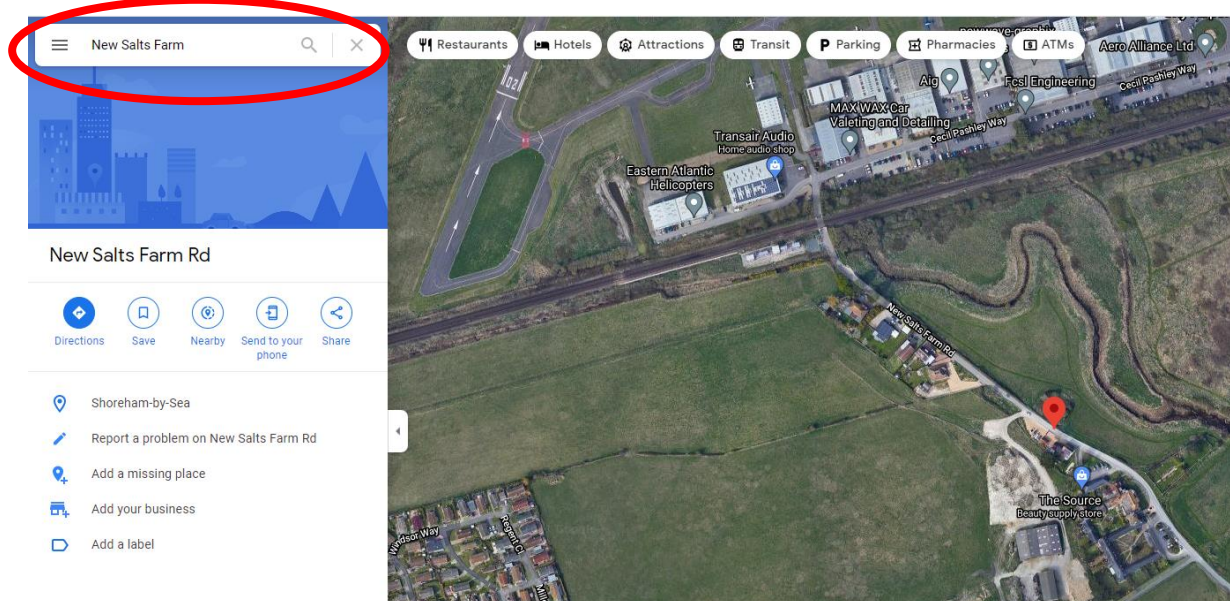 New Salts Farm
Restaurants
Hotels
Attractions
Transit
P Parking
Pharmacies
ATMs
Aero Alliance Ltd
Aig
Fcsl Engineering
Cecil Pashley Way
MAX WAX Car
Valeting and Detailing
Cecil Pashley Way
Transair Audio
Home audio shop
Eastern Atlantic
Helicopters
New Salts Farm Rd
Directions
Save
Nearby
Send to your
phone
Share
New Salts Farm Rd
Shoreham-by-Sea
Report a problem on New Salts Farm Rd
Add a missing place
Add your business
Add a label
The Source
Beauty supply store
Windsor Way
Regent Cl